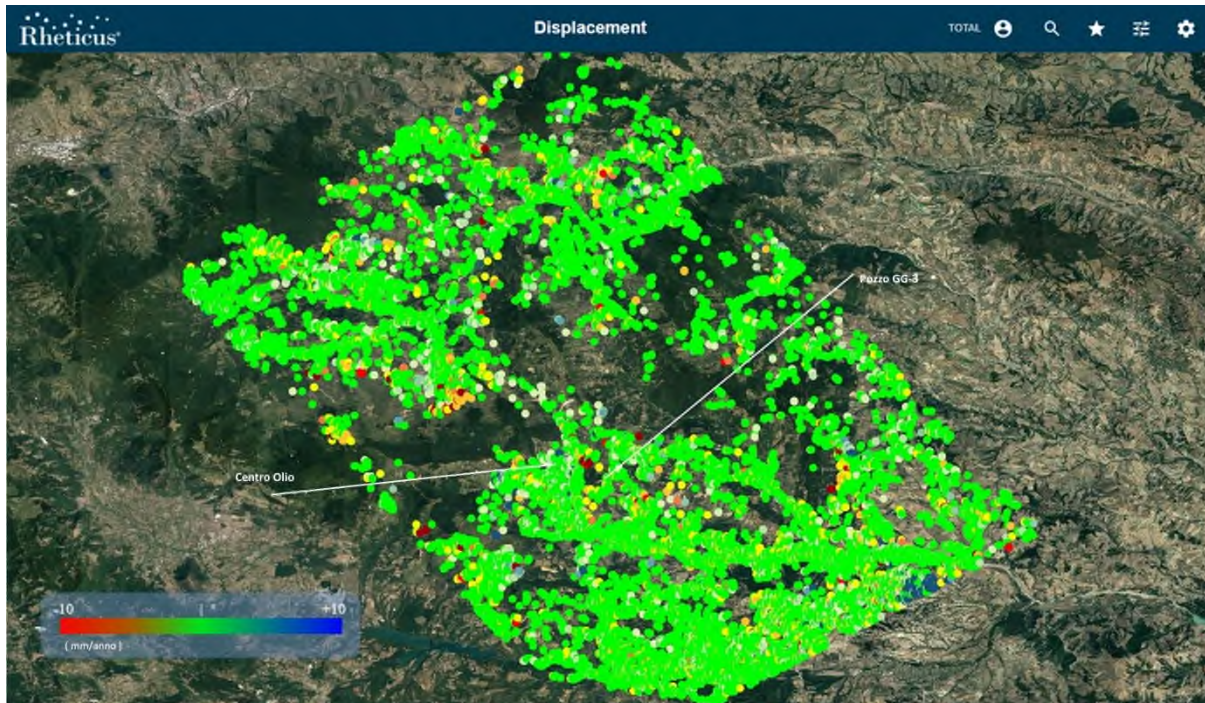 Rheticus®
Displacement
TOTAL
Pozzo GG-3
Centro Olio
-10
+10
( mm/anno )